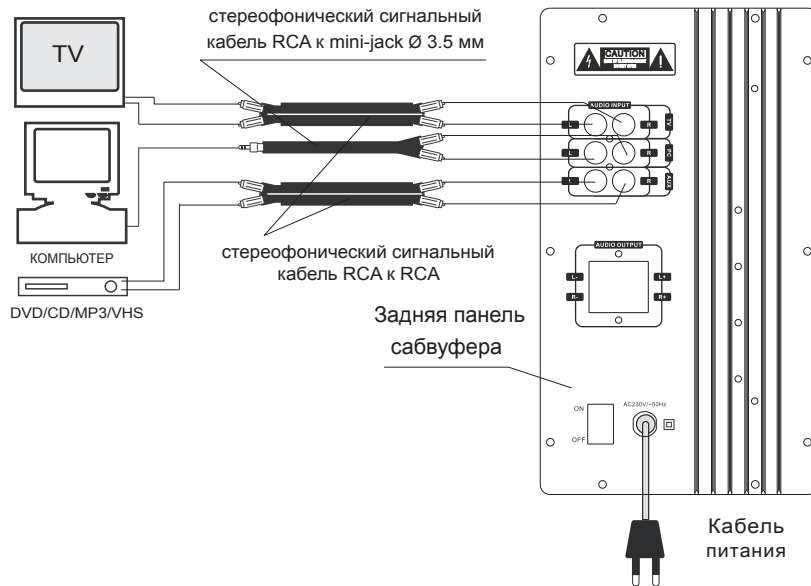 стереофонический сигнальный
кабель RCA к mini-jack Ø 3.5 мм
TV
CAUTION
AUDIO INPUT
L
R
TV
L
R
PC
L
R
AUX
КОМПЬЮТЕР
стереофонический сигнальный
кабель RCA к RCA
DVD/CD/MP3/VHS
AUDIO OUTPUT
L-
L+
R-
R+
Задняя панель
сабвуфера
ON
OFF
AC230V/~50Hz
Кабель
питания